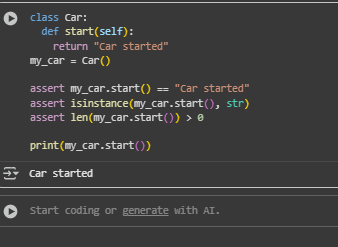 class Car:
  def start(self):
    return "Car started"
my_car = Car()

assert my_car.start() == "Car started"
assert isinstance(my_car.start(), str)
assert len(my_car.start()) > 0

print(my_car.start())
Car started
Start coding or generate with AI.